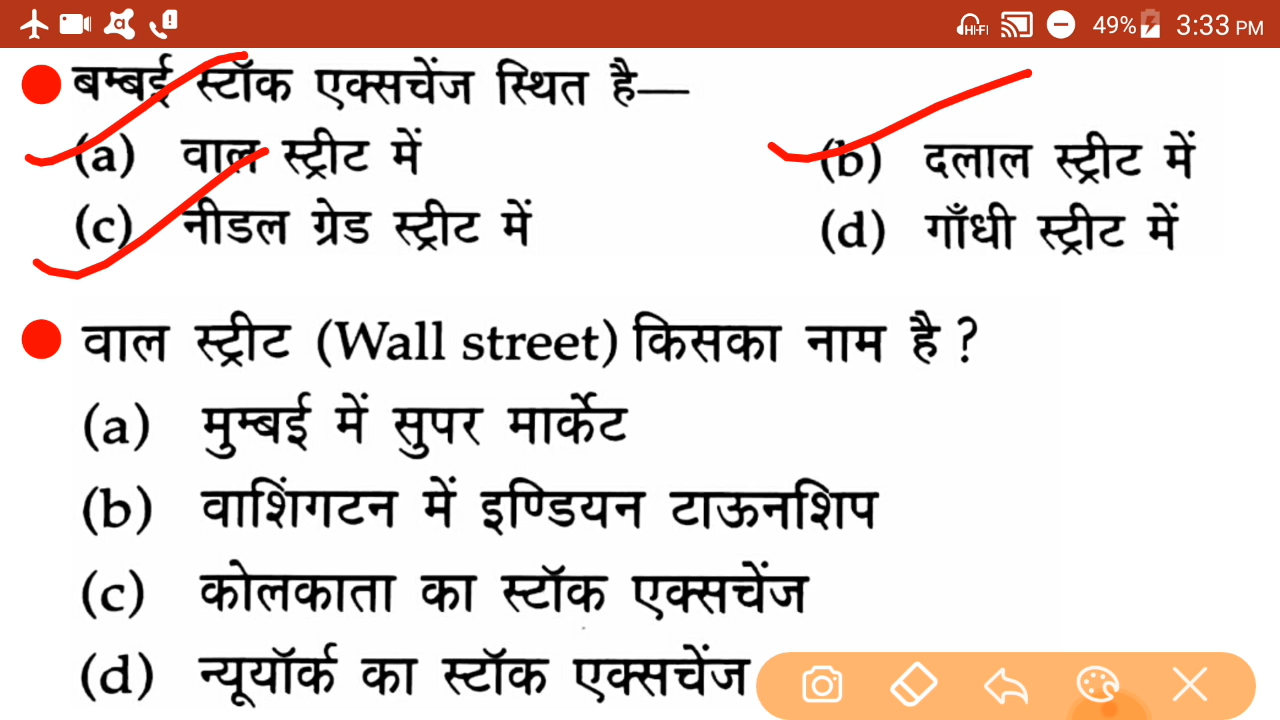 49% 3:33 PM
बम्बई स्टॉक एक्सचेंज स्थित है—
(a) वाल स्ट्रीट में (b) दलाल स्ट्रीट में
(c) नीडल ग्रेड स्ट्रीट में (d) गाँधी स्ट्रीट में
वाल स्ट्रीट (Wall street) किसका नाम है ?
(a) मुम्बई में सुपर मार्केट
(b) वाशिंगटन में इण्डियन टाऊनशिप
(c) कोलकाता का स्टॉक एक्सचेंज
(d) न्यूयॉर्क का स्टॉक एक्सचेंज